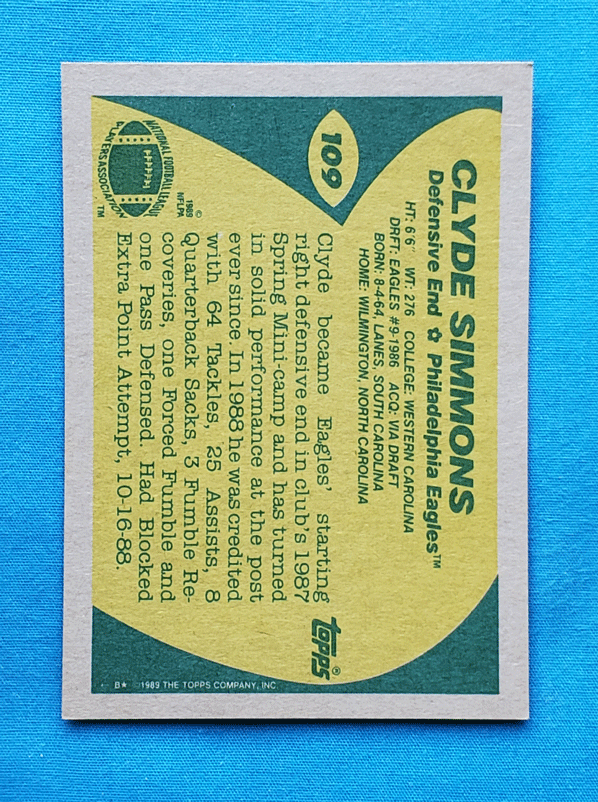 109
CLYDE SIMMONS
Defensive End ✩ Philadelphia Eagles™
HT: 6'6" WT: 276 COLLEGE: WESTERN CAROLINA
DRFT: EAGLES #9-1986 ACQ: VIA DRAFT
BORN: 8-4-64, LANES, SOUTH CAROLINA
HOME: WILMINGTON, NORTH CAROLINA
Clyde became Eagles' starting
right defensive end in club's 1987
Spring Mini-camp and has turned
in solid performance at the post
ever since. In 1988 he was credited
with 64 Tackles, 25 Assists, 8
Quarterback Sacks, 3 Fumble Re-
coveries, one Forced Fumble and
one Pass Defensed. Had Blocked
Extra Point Attempt, 10-16-88.
NATIONAL FOOTBALL LEAGUE
PLAYERS ASSOCIATION
™
©
1989
NFLPA
topps®
B* ©1989 THE TOPPS COMPANY, INC.